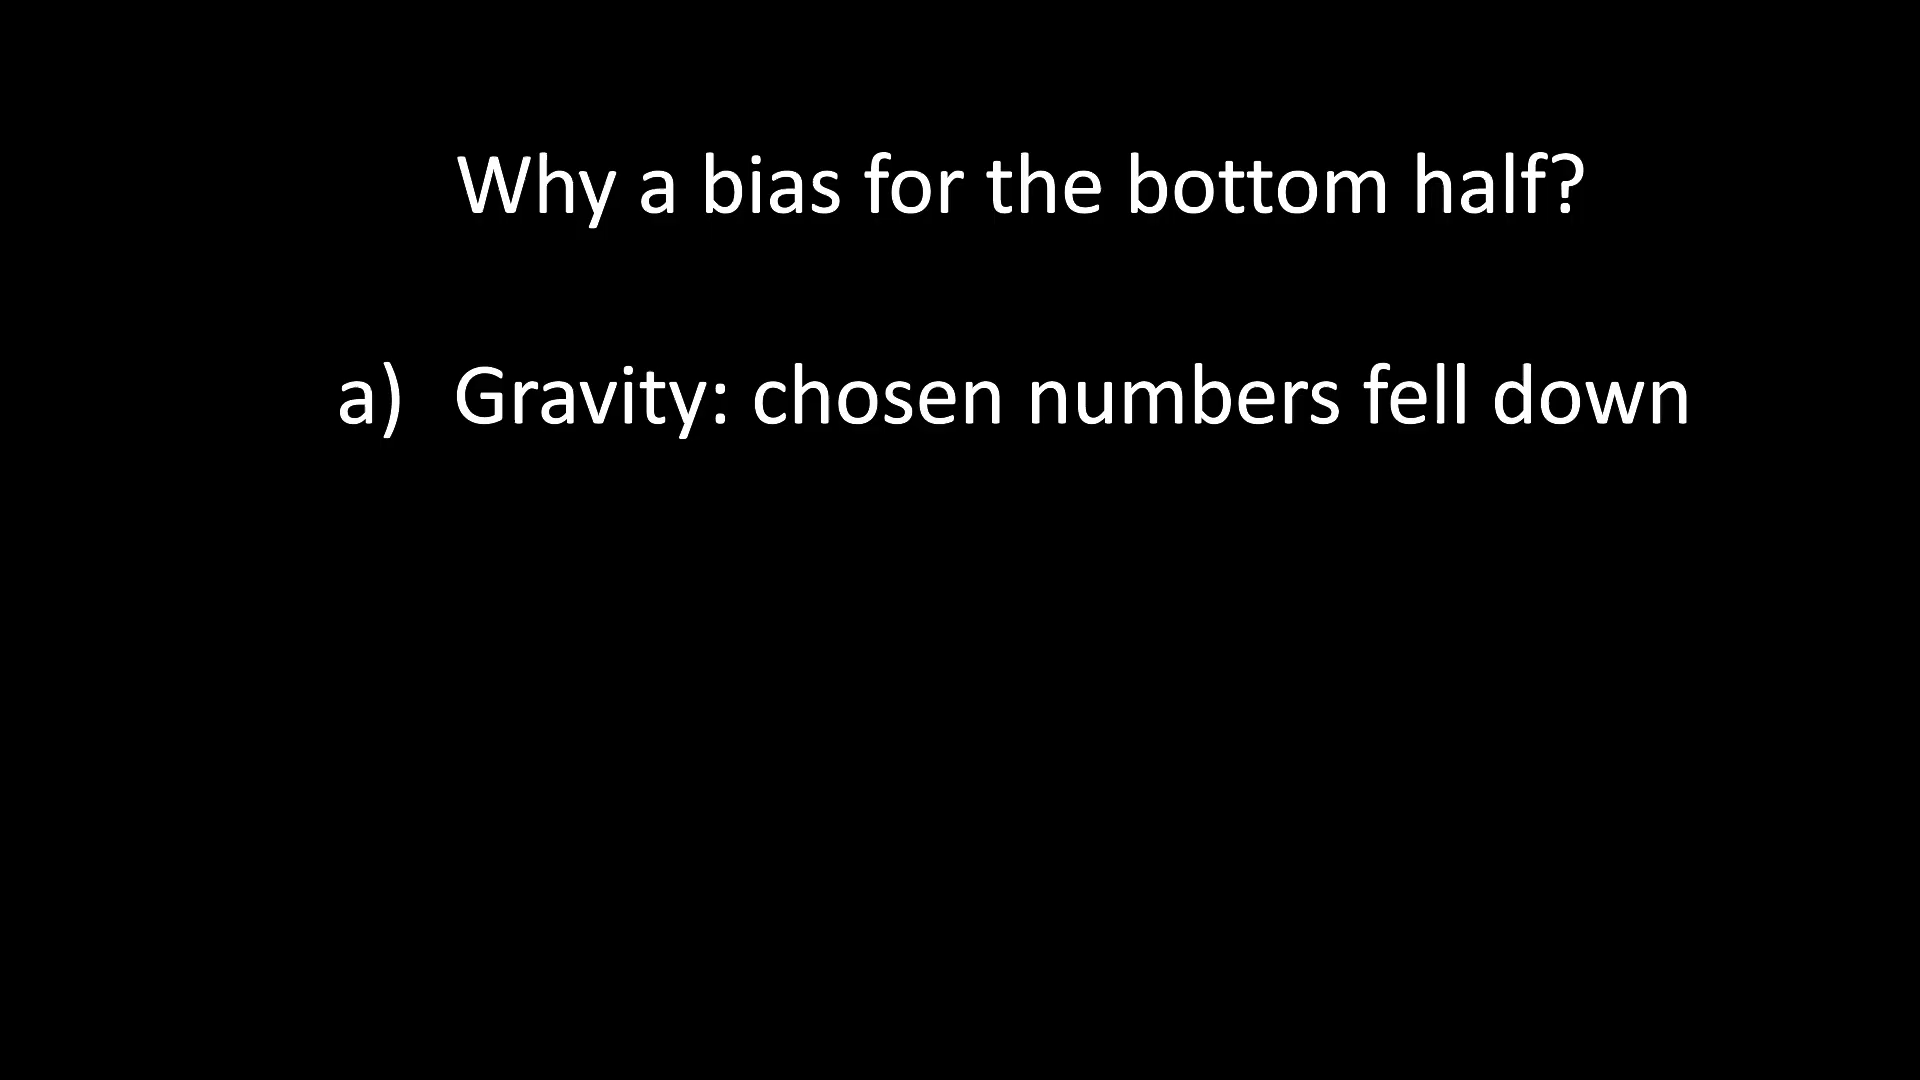 Why a bias for the bottom half?
a) Gravity: chosen numbers fell down